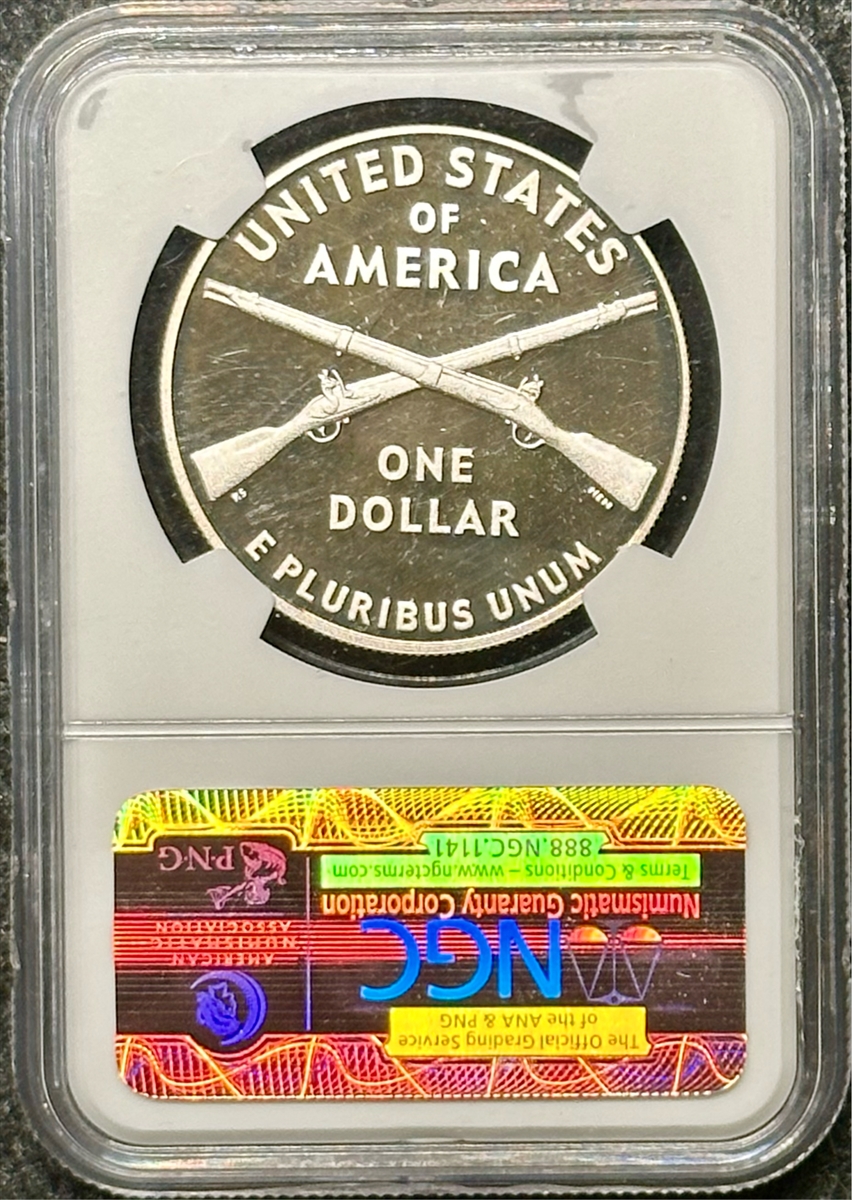 UNITED STATES
OF
AMERICA
ONE
DOLLAR
E PLURIBUS UNUM
The Official Grading Service
of the ANA & PNG
NGC
Numismatic Guaranty Corporation
Terms & Conditions – www.ngcterms.com
888.NGC.1141
AMERICAN
NUMISMATIC
ASSOCIATION
PNG